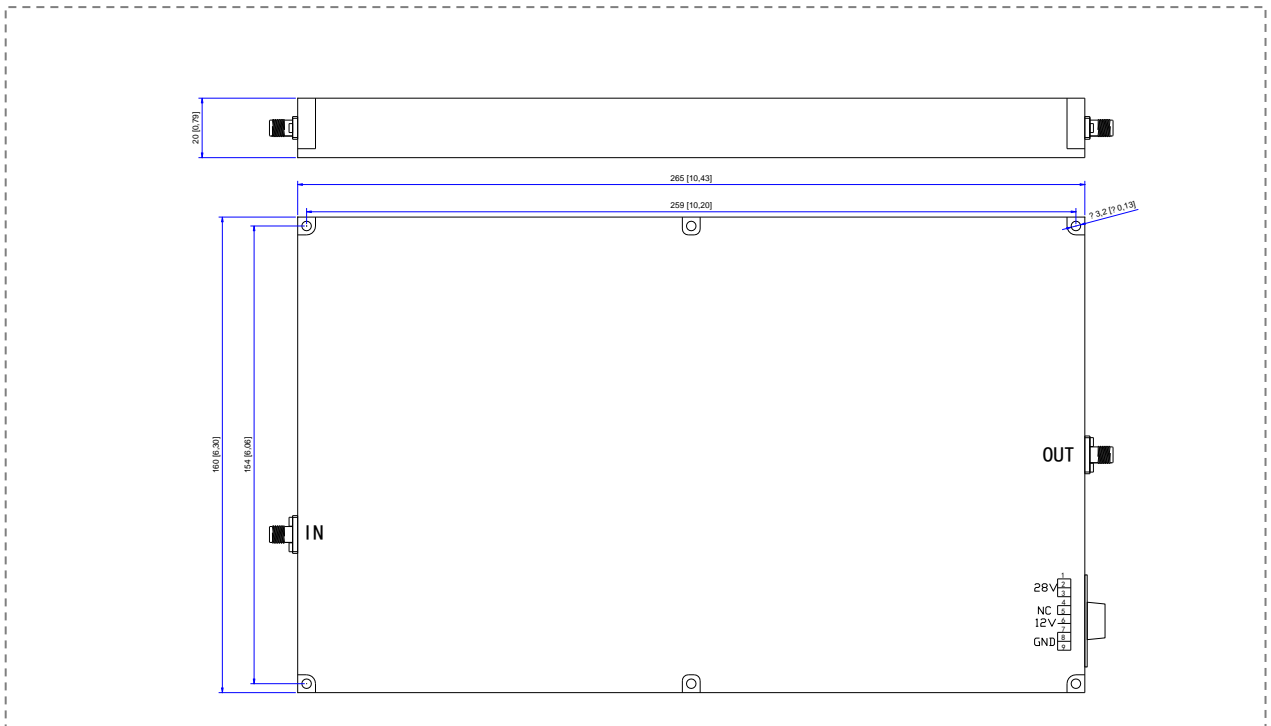 20 [0,79]
265 [10,43]
259 [10,20]
? 3,2 [? 0,13]
160 [6,30]
154 [6,06]
OUT
IN
1
28V 2
3
4
NC 5
12V 6
7
GND 8
9